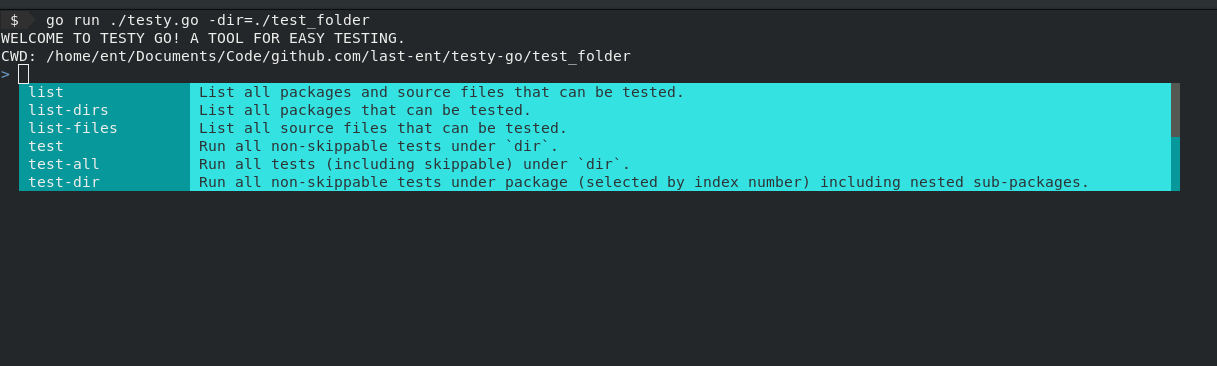 $ go run ./testy.go -dir=./test_folder
WELCOME TO TESTY GO! A TOOL FOR EASY TESTING.
CWD: /home/ent/Documents/Code/github.com/last-ent/testy-go/test_folder
>
list List all packages and source files that can be tested.
list-dirs List all packages that can be tested.
list-files List all source files that can be tested.
test Run all non-skippable tests under `dir`.
test-all Run all tests (including skippable) under `dir`.
test-dir Run all non-skippable tests under package (selected by index number) including nested sub-packages.